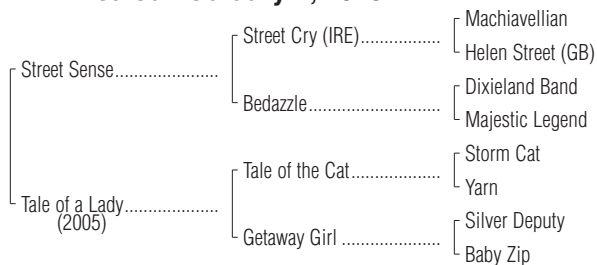 Street Cry (IRE)
Machiavellian
Helen Street (GB)
Street Sense
Bedazzle
Dixieland Band
Majestic Legend
Tale of the Cat
Storm Cat
Yarn
Tale of a Lady
(2005)
Getaway Girl
Silver Deputy
Baby Zip